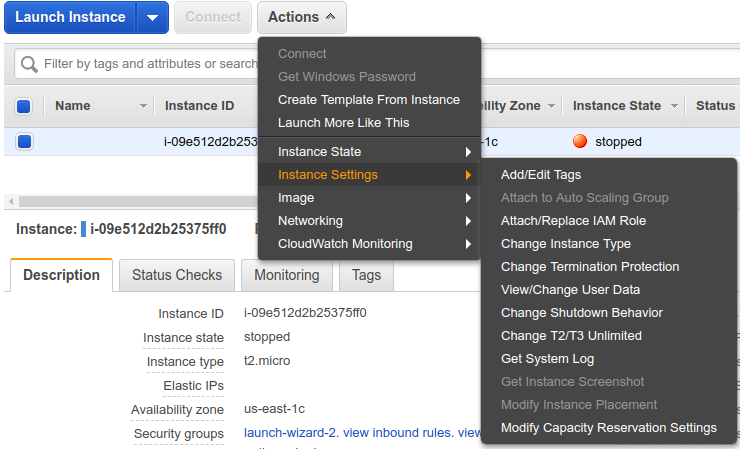 Launch Instance
Connect
Actions
Filter by tags and attributes or search
Connect
Get Windows Password
Create Template From Instance
Launch More Like This
Instance State
Instance Settings
Image
Networking
CloudWatch Monitoring
Name Instance ID Zone Instance State Status
i-09e512d2b253 -1c stopped
Add/Edit Tags
Attach to Auto Scaling Group
Attach/Replace IAM Role
Change Instance Type
Change Termination Protection
View/Change User Data
Change Shutdown Behavior
Change T2/T3 Unlimited
Get System Log
Get Instance Screenshot
Modify Instance Placement
Modify Capacity Reservation Settings
Instance: i-09e512d2b25375ff0
Description Status Checks Monitoring Tags
Instance ID i-09e512d2b25375ff0
Instance state stopped
Instance type t2.micro
Elastic IPs
Availability zone us-east-1c
Security groups launch-wizard-2. view inbound rules. view